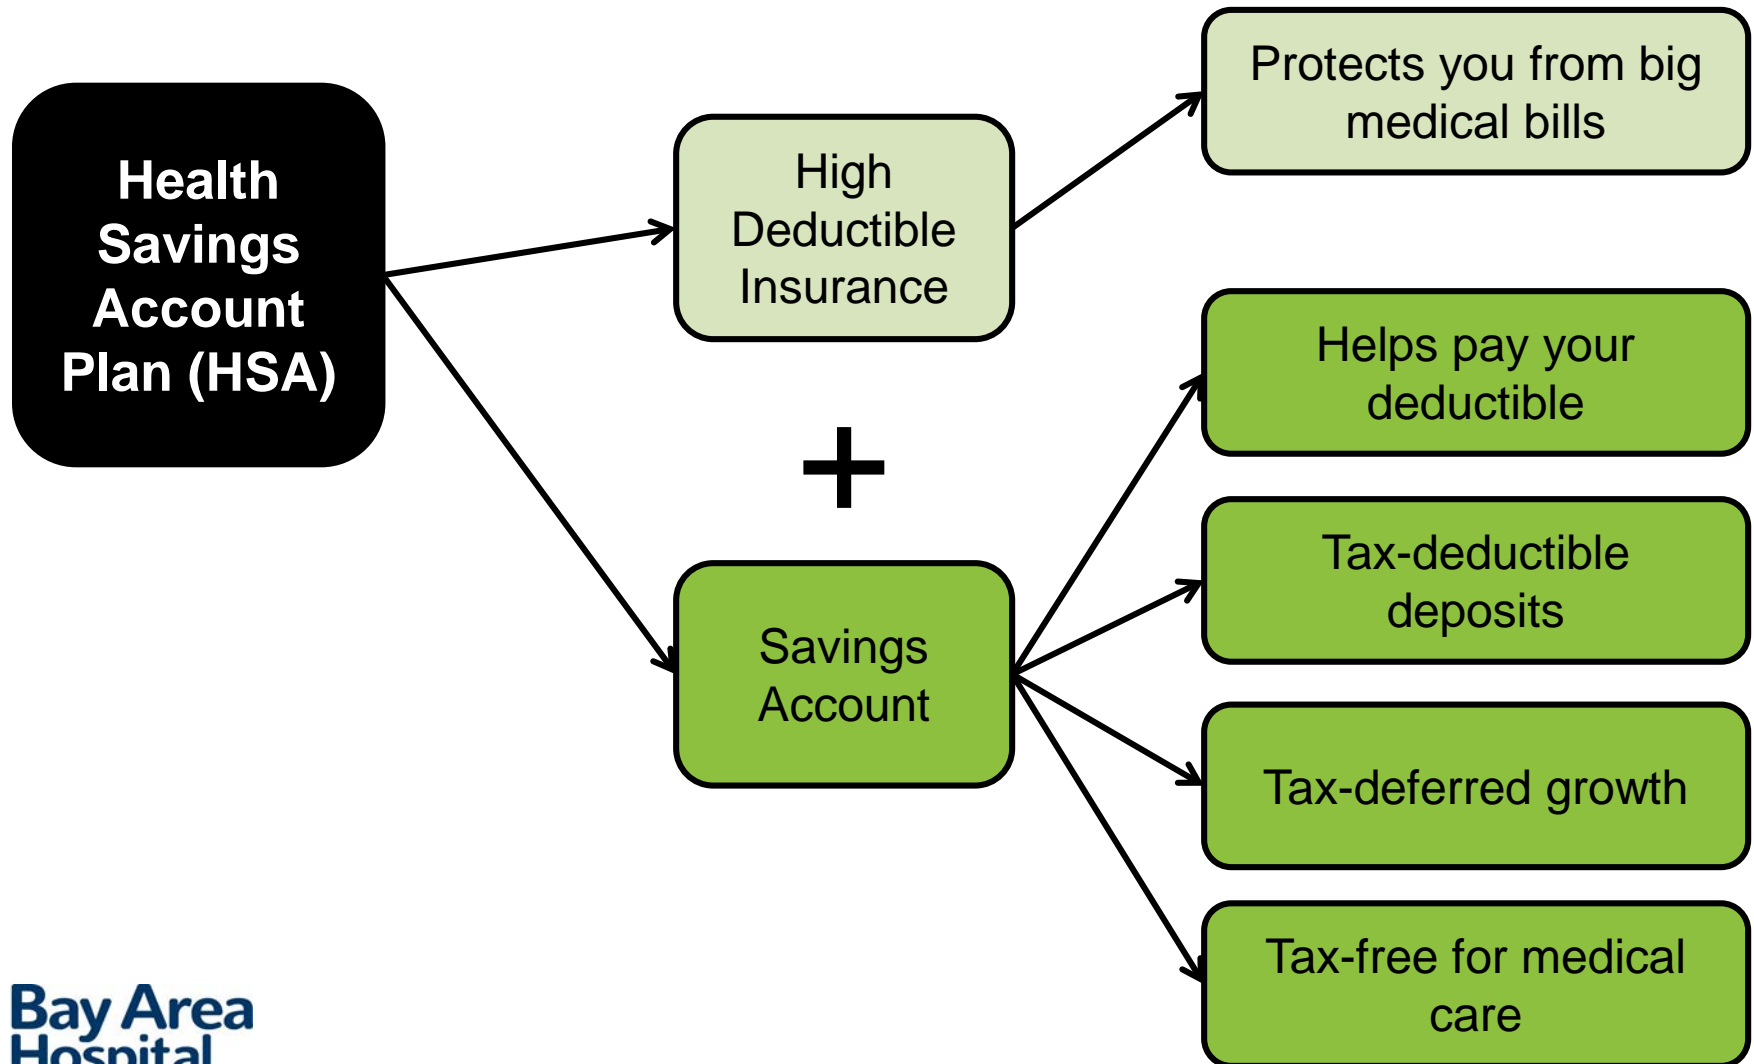 Health
Savings
Account
Plan (HSA)
High
Deductible
Insurance
+
Savings
Account
Protects you from big
medical bills
Helps pay your
deductible
Tax-deductible
deposits
Tax-deferred growth
Tax-free for medical
care
Bay Area
Hospital